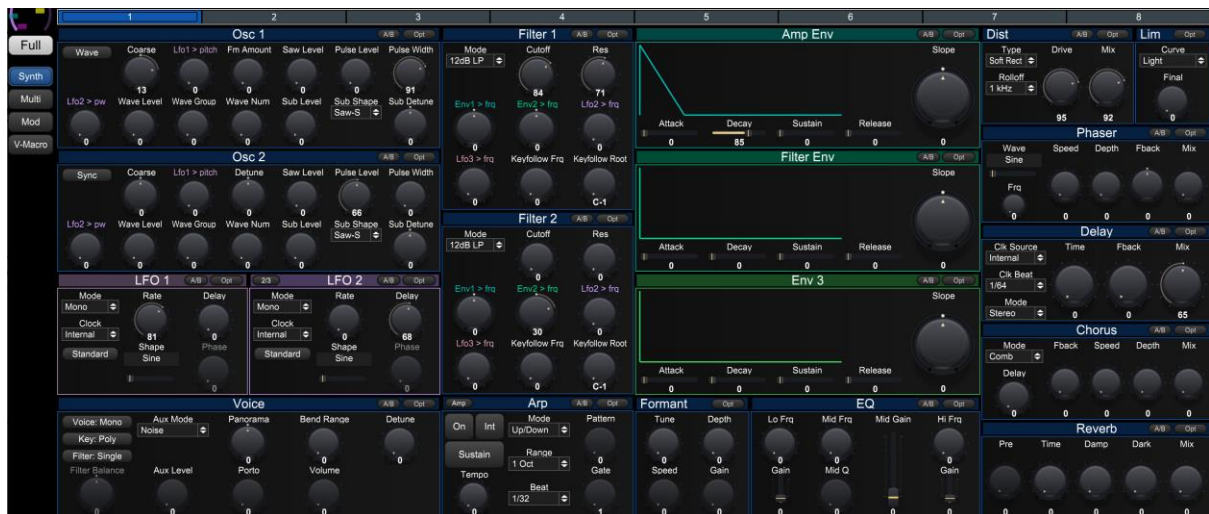 1 2 3 4 5 6 7 8
Full
Synth
Multi
Mod
V-Macro
Osc 1 A/B Opt
Wave Coarse Lfo1 > pitch Fm Amount Saw Level Pulse Level Pulse Width
13 0 0 0 0 91
Lfo2 > pw Wave Level Wave Group Wave Num Sub Level Sub Shape Sub Detune
Saw-S
0 0 0 0 0 0
Osc 2 A/B Opt
Sync Coarse Lfo1 > pitch Detune Saw Level Pulse Level Pulse Width
0 0 0 0 66 0
Lfo2 > pw Wave Level Wave Group Wave Num Sub Level Sub Shape Sub Detune
Saw-S
0 0 0 0 0 0
LFO 1 A/B Opt
Mode Rate Delay
Mono
Clock
Internal 81 0
Standard Shape Phase
Sine
0
2/3 LFO 2 A/B Opt
Mode Rate Delay
Mono
Clock
Internal 0 68
Standard Shape Phase
Sine
0
Voice A/B Opt
Voice: Mono Aux Mode Panorama Bend Range Detune
Key: Poly Noise
Filter: Single 0 0 0
Filter Balance Aux Level Porto Volume
0 0 0 0
Filter 1 A/B Opt
Mode Cutoff Res
12dB LP
84 71
Env1 > frq Env2 > frq Lfo2 > frq
0 0 0
Lfo3 > frq Keyfollow Frq Keyfollow Root
0 0 C-1
Filter 2 A/B Opt
Mode Cutoff Res
12dB LP
0 0
Env1 > frq Env2 > frq Lfo2 > frq
0 30 0
Lfo3 > frq Keyfollow Frq Keyfollow Root
0 0 C-1
Amp Arp A/B Opt
On Int Mode Pattern
Up/Down
0
Sustain Range
1 Oct
Tempo Gate
Beat
1/32
0 1
Amp Env A/B Opt
Slope
Attack Decay Sustain Release
0 85 0 0 0
Filter Env A/B Opt
Slope
Attack Decay Sustain Release
0 0 0 0 0
Env 3 A/B Opt
Slope
Attack Decay Sustain Release
0 0 0 0 0
Formant Opt
Tune Depth
0 0
Speed Gain
0 0
EQ A/B Opt
Lo Frq Mid Frq Mid Gain Hi Frq
0 0 0
Gain Mid Q Gain
0 0 0 0
Dist A/B Opt
Type Drive Mix
Soft Rect
Rolloff
1 kHz
95 92
Lim Opt
Curve
Light
Final
0
Phaser A/B Opt
Wave Speed Depth Fback Mix
Sine
Frq
0 0 0 0 0
Delay A/B Opt
Clk Source Time Fback Mix
Internal
Clk Beat
1/64
Mode
Stereo 0 0 65
Chorus A/B Opt
Mode Fback Speed Depth Mix
Comb
Delay
0 0 0 0 0
Reverb A/B Opt
Pre Time Damp Dark Mix
0 0 0 0 0